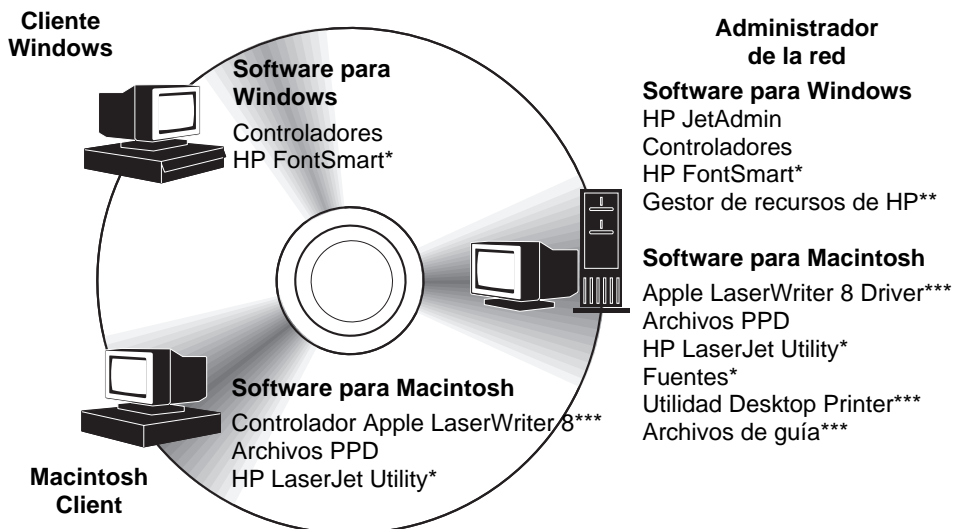 Cliente
Windows
Software para
Windows
Controladores
HP FontSmart*
Administrador
de la red
Software para Windows
HP JetAdmin
Controladores
HP FontSmart*
Gestor de recursos de HP**
Software para Macintosh
Apple LaserWriter 8 Driver***
Archivos PPD
HP LaserJet Utility*
Fuentes*
Utilidad Desktop Printer***
Archivos de guía***
Software para Macintosh
Controlador Apple LaserWriter 8***
Archivos PPD
HP LaserJet Utility*
Macintosh
Client